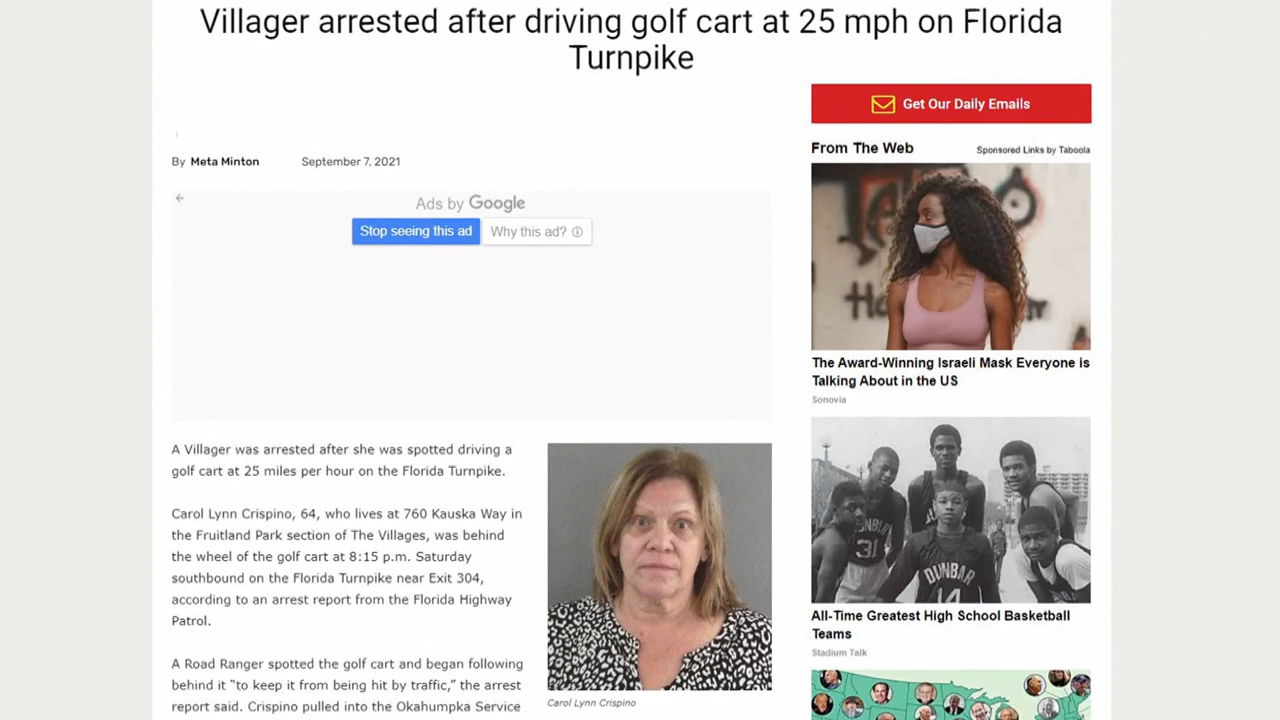 Villager arrested after driving golf cart at 25 mph on Florida
Turnpike
By Meta Minton September 7, 2021
Ads by Google
Stop seeing this ad
Why this ad?
A Villager was arrested after she was spotted driving a
golf cart at 25 miles per hour on the Florida Turnpike.
Carol Lynn Crispino, 64, who lives at 760 Kauska Way in
the Fruitland Park section of The Villages, was behind
the wheel of the golf cart at 8:15 p.m. Saturday
southbound on the Florida Turnpike near Exit 304,
according to an arrest report from the Florida Highway
Patrol.
A Road Ranger spotted the golf cart and began following
behind it “to keep it from being hit by traffic,” the arrest
report said. Crispino pulled into the Okahumpka Service
Carol Lynn Crispino
Get Our Daily Emails
From The Web
Sponsored Links by Taboola
The Award-Winning Israeli Mask Everyone is
Talking About in the US
Sonovia
31
DUNBAR
14
All-Time Greatest High School Basketball
Teams
Stadium Talk